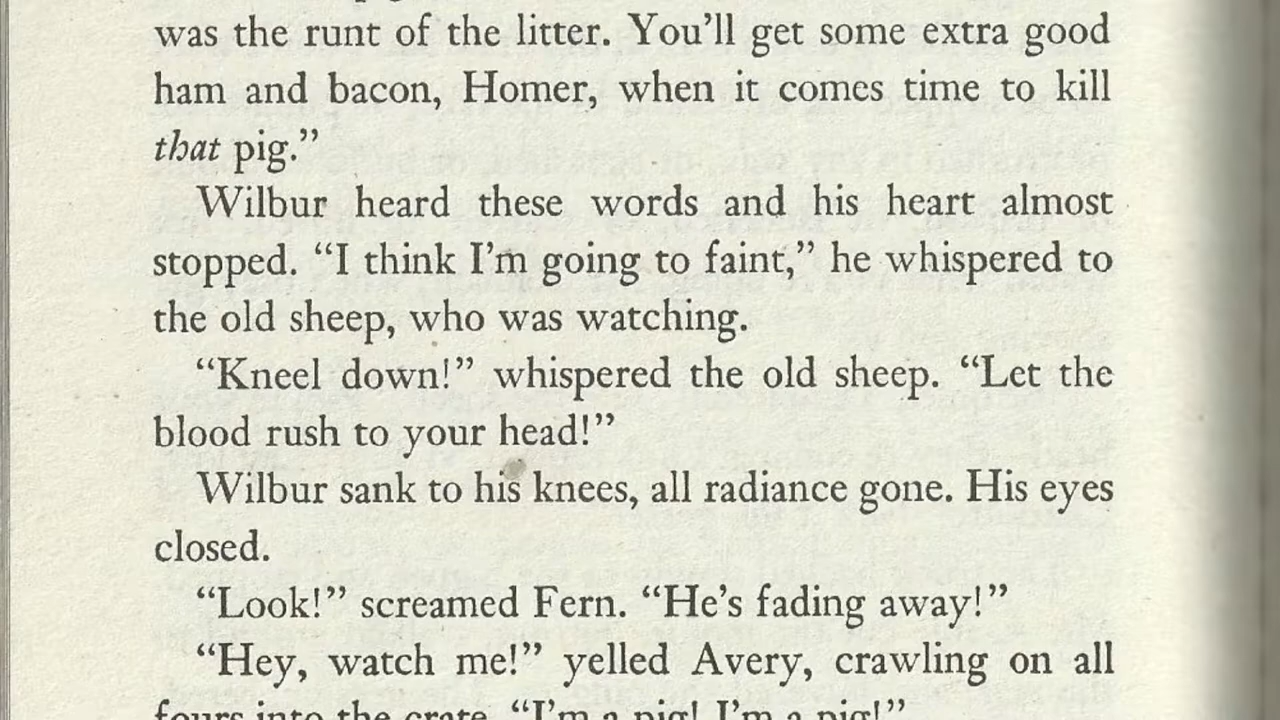 was the runt of the litter. You’ll get some extra good
ham and bacon, Homer, when it comes time to kill
that pig.”
Wilbur heard these words and his heart almost
stopped. “I think I’m going to faint,” he whispered to
the old sheep, who was watching.
“Kneel down!” whispered the old sheep. “Let the
blood rush to your head!”
Wilbur sank to his knees, all radiance gone. His eyes
closed.
“Look!” screamed Fern. “He’s fading away!”
“Hey, watch me!” yelled Avery, crawling on all
fours into the crate. “I’m a pig! I’m a pig!”